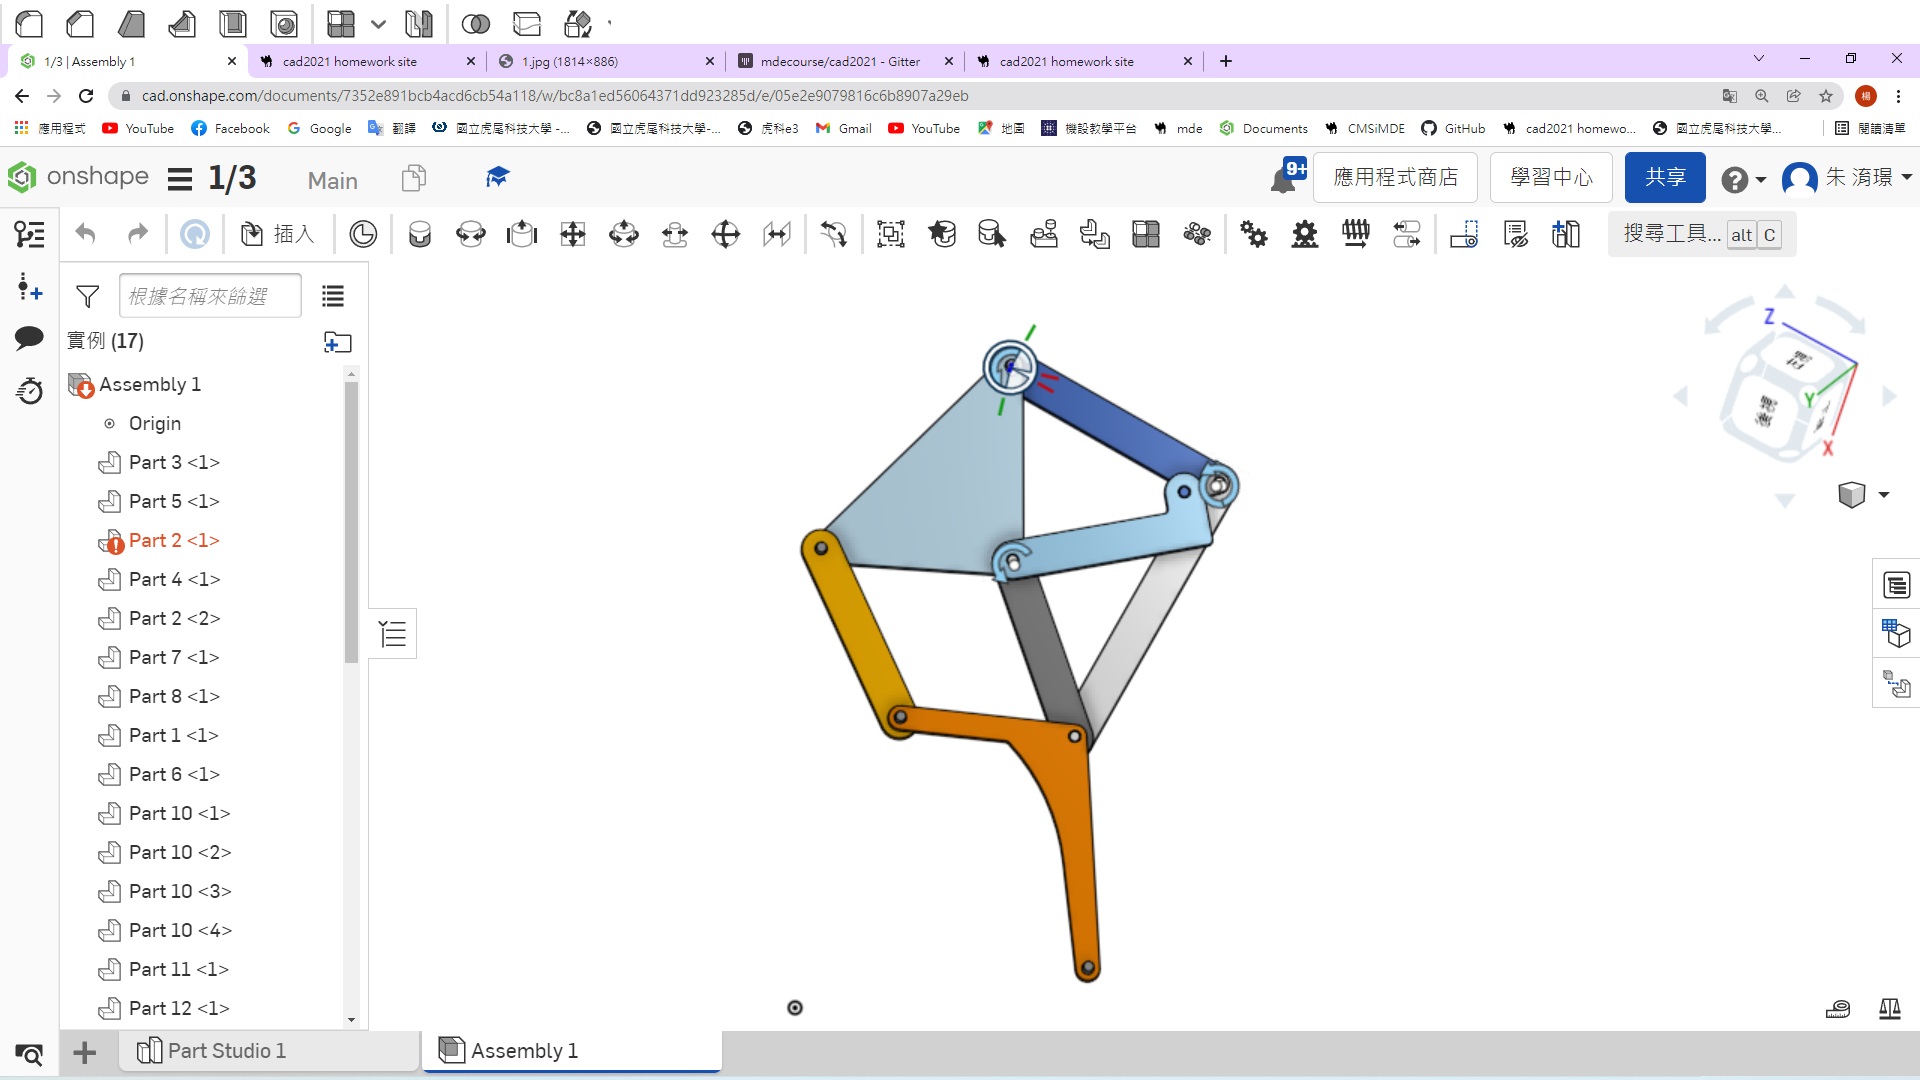 1/3 | Assembly 1
cad2021 homework site
1.jpg (1814×886)
mdecourse/cad2021 - Gitter
cad2021 homework site
cad.onshape.com/documents/7352e891bcb4acd6cb54a118/w/bc8a1ed56064371dd923285d/e/05e2e9079816c6b8907a29eb
楊
應用程式
YouTube
Facebook
Google
翻譯
國立虎尾科技大學 -...
國立虎尾科技大學-...
虎科e3
Gmail
YouTube
地圖
機設教學平台
mde
Documents
CMSiMDE
GitHub
cad2021 homewo...
國立虎尾科技大學...
閱讀清單
onshape
1/3
Main
9+
應用程式商店
學習中心
共享
朱 淯璟
插入
搜尋工具... alt C
根據名稱來篩選
實例 (17)
Assembly 1
Origin
Part 3 <1>
Part 5 <1>
Part 2 <1>
Part 4 <1>
Part 2 <2>
Part 7 <1>
Part 8 <1>
Part 1 <1>
Part 6 <1>
Part 10 <1>
Part 10 <2>
Part 10 <3>
Part 10 <4>
Part 11 <1>
Part 12 <1>
Z
Y
X
Part Studio 1
Assembly 1